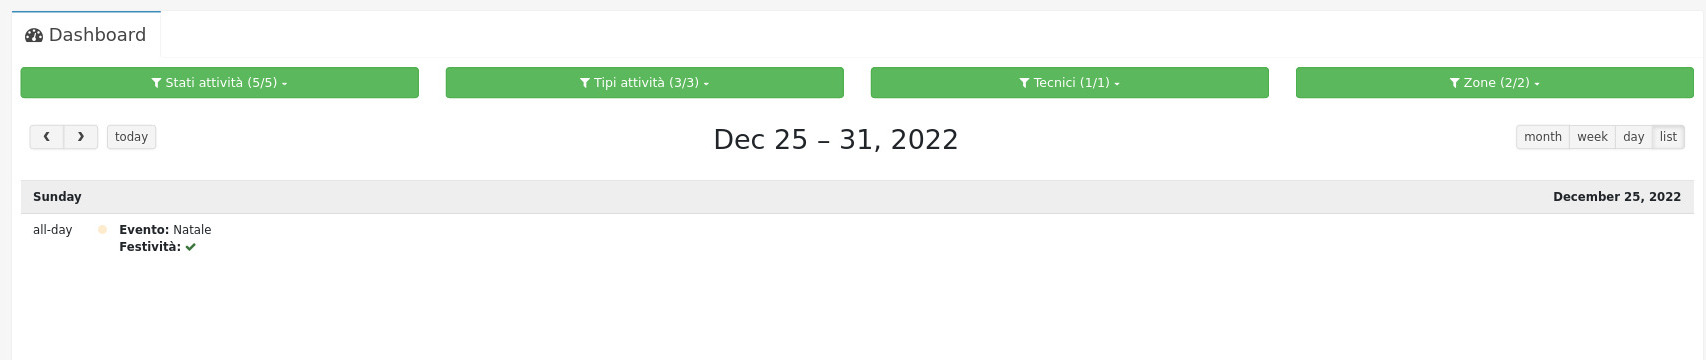 Dashboard
Stati attività (5/5)
Tipi attività (3/3)
Tecnici (1/1)
Zone (2/2)
today
Dec 25 – 31, 2022
month week day list
Sunday December 25, 2022
all-day Evento: Natale
Festività: